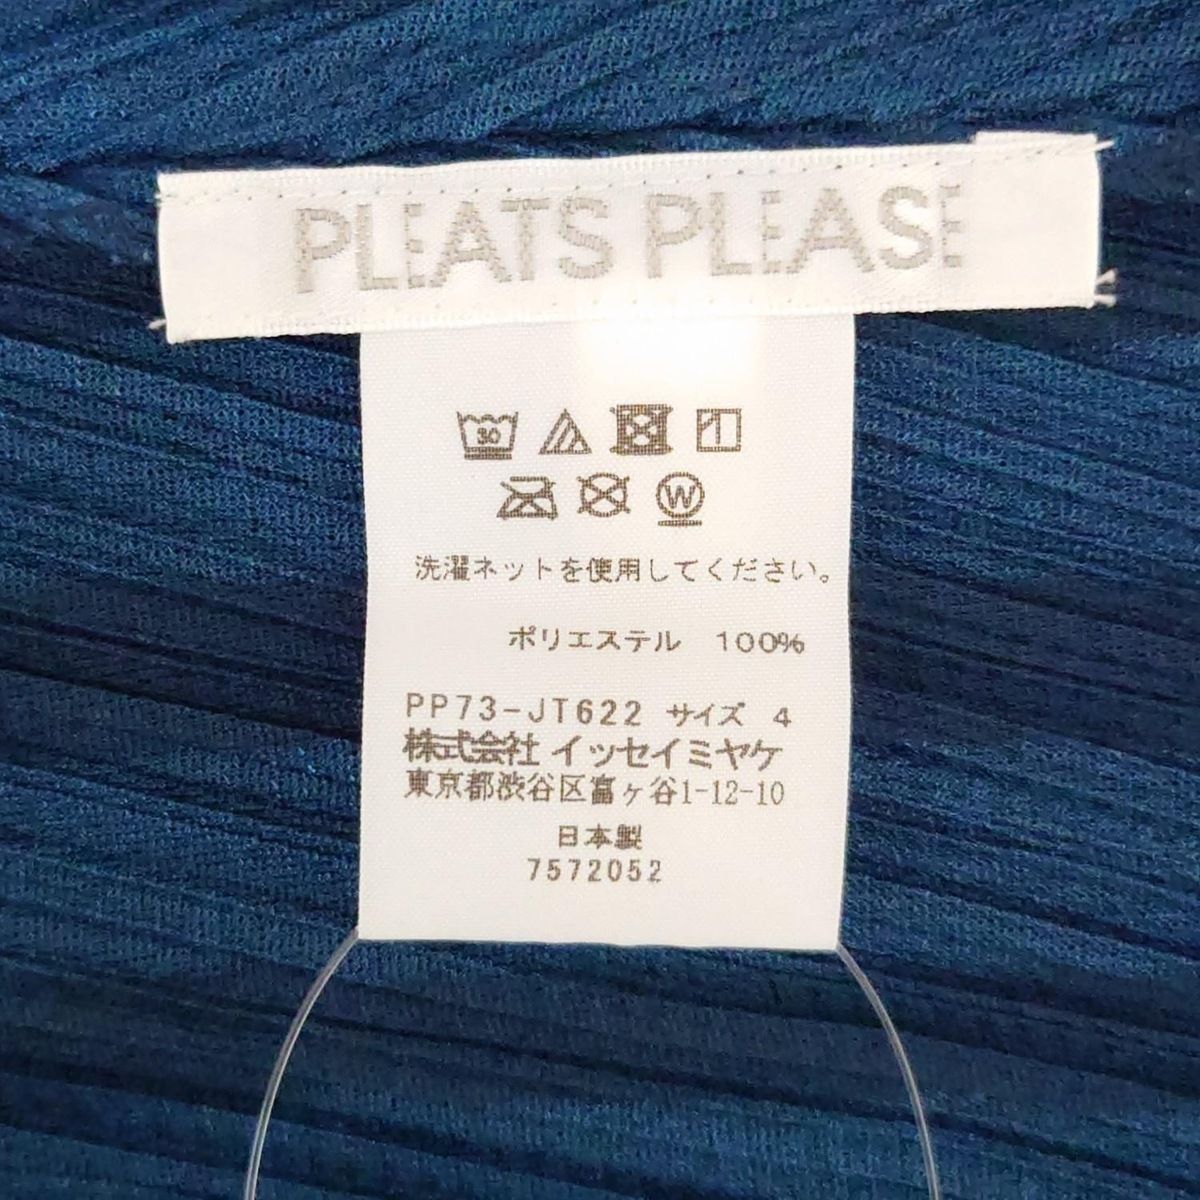 PLEATS PLEASE
30
W
洗濯ネットを使用してください。
ポリエステル 100%
PP73-JT622 サイズ 4
株式会社 イッセイミヤケ
東京都渋谷区富ヶ谷1-12-10
日本製
7572052